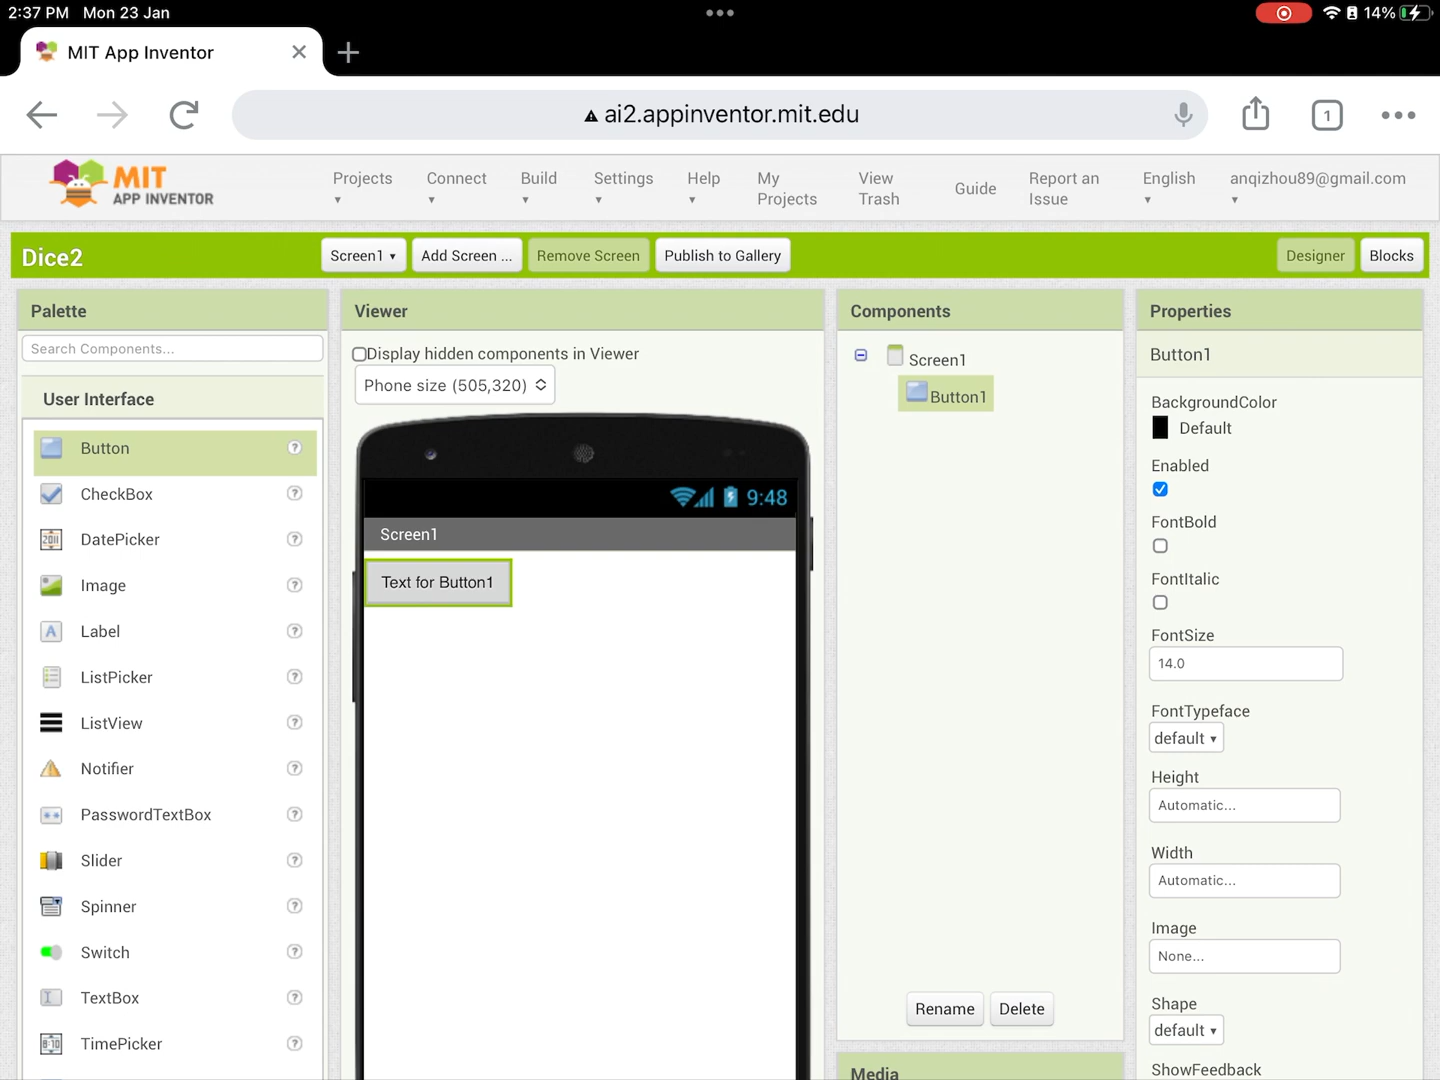 2:37 PM Mon 23 Jan
14%
MIT App Inventor
ai2.appinventor.mit.edu
1
MIT
APP INVENTOR
Projects
Connect
Build
Settings
Help
My
Projects
View
Trash
Guide
Report an
Issue
English
anqizhou89@gmail.com
Dice2
Screen1
Add Screen ...
Remove Screen
Publish to Gallery
Designer
Blocks
Palette
Search Components...
User Interface
Button ?
CheckBox ?
DatePicker ?
Image ?
Label ?
ListPicker ?
ListView ?
Notifier ?
PasswordTextBox ?
Slider ?
Spinner ?
Switch ?
TextBox ?
TimePicker ?
Viewer
Display hidden components in Viewer
Phone size (505,320)
9:48
Screen1
Text for Button1
Components
Screen1
Button1
Rename
Delete
Media
Properties
Button1
BackgroundColor
Default
Enabled
FontBold
FontItalic
FontSize
14.0
FontTypeface
default
Height
Automatic...
Width
Automatic...
Image
None...
Shape
default
ShowFeedback